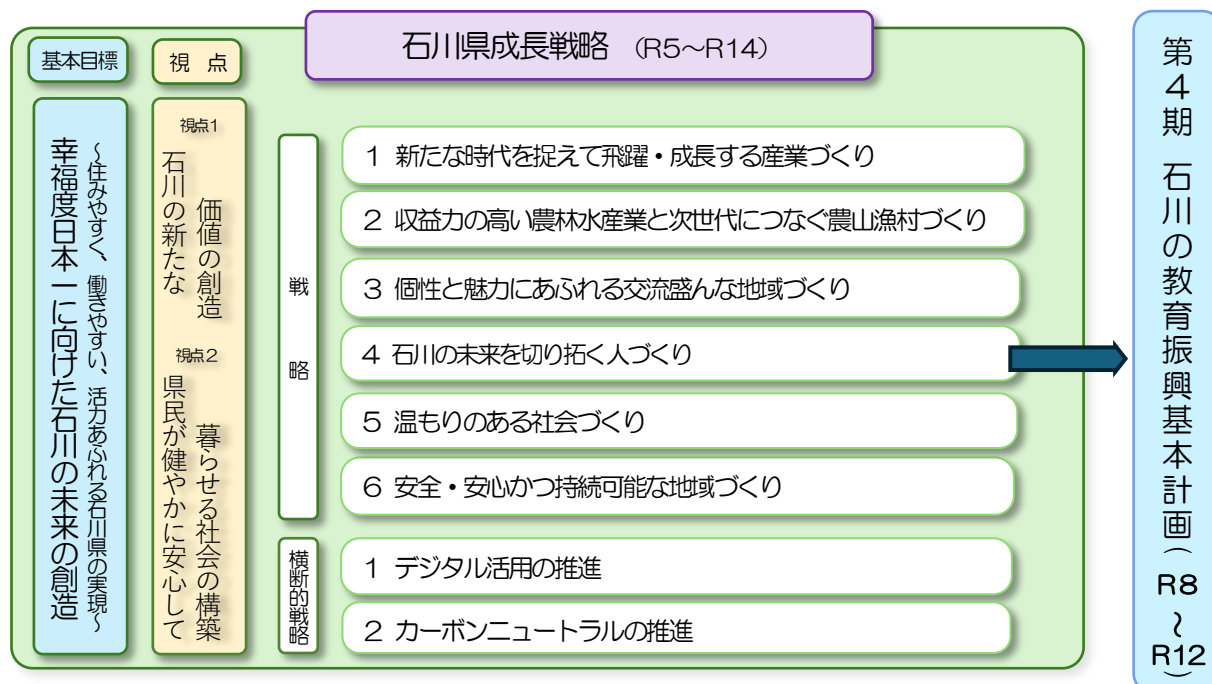 石川県成長戦略 （R5～R14）
基本目標
視 点
幸福度日本一に向けた石川の未来の創造
～住みやすく、働きやすい、活力あふれる石川県の実現～
視点1
石川の新たな
価値の創造
視点2
県民が健やかに安心して
暮らせる社会の構築
戦略
1 新たな時代を捉えて飛躍・成長する産業づくり
2 収益力の高い農林水産業と次世代につなぐ農山漁村づくり
3 個性と魅力にあふれる交流盛んな地域づくり
4 石川の未来を切り拓く人づくり
5 温もりのある社会づくり
6 安全・安心かつ持続可能な地域づくり
横断的戦略
1 デジタル活用の推進
2 カーボンニュートラルの推進
第4期 石川の教育振興基本計画（R8～R12）